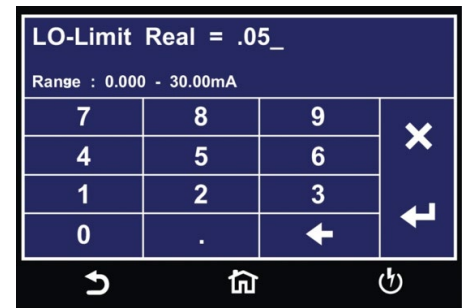 LO-Limit Real = .05_
Range : 0.000 - 30.00mA
7 8 9
4 5 6
1 2 3
0 .